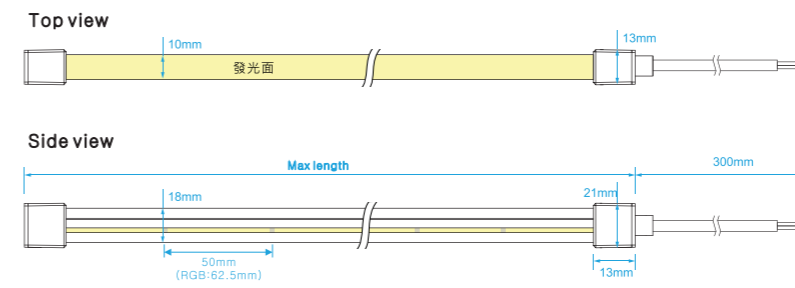 Top view
10mm
13mm
發光面
Side view
Max length
300mm
18mm
21mm
50mm
(RGB:62.5mm)
13mm